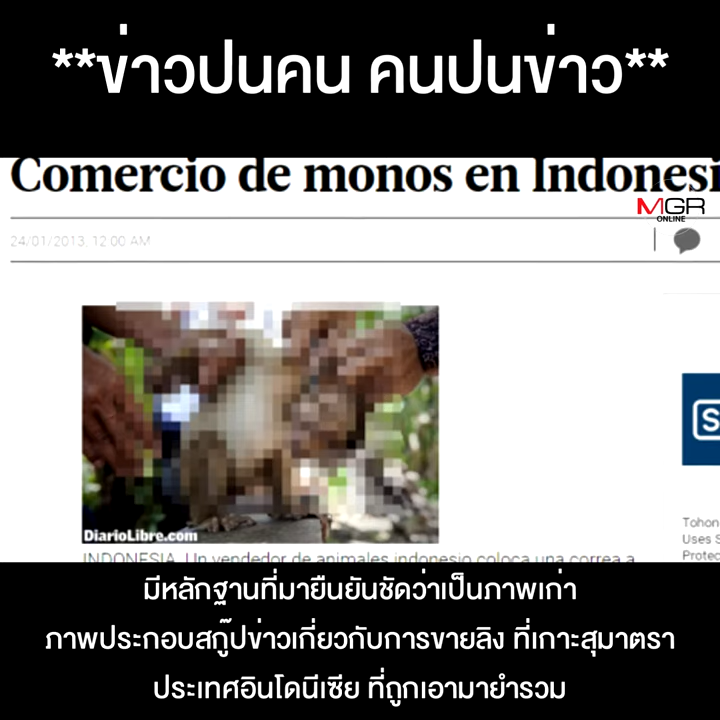 **ข่าวปนคน คนปนข่าว**
Comercio de monos en Indonesi
MGR
ONLINE
24/01/2013, 12:00 AM
S
DiarioLibre.com
INDONESIA. Un vendedor de animales indonesio coloca una correa a
Tohon
Uses S
Protec
มีหลักฐานที่มายืนยันชัดว่าเป็นภาพเก่า
ภาพประกอบสกู๊ปข่าวเกี่ยวกับการขายลิง ที่เกาะสุมาตรา
ประเทศอินโดนีเซีย ที่ถูกเอามายำรวม